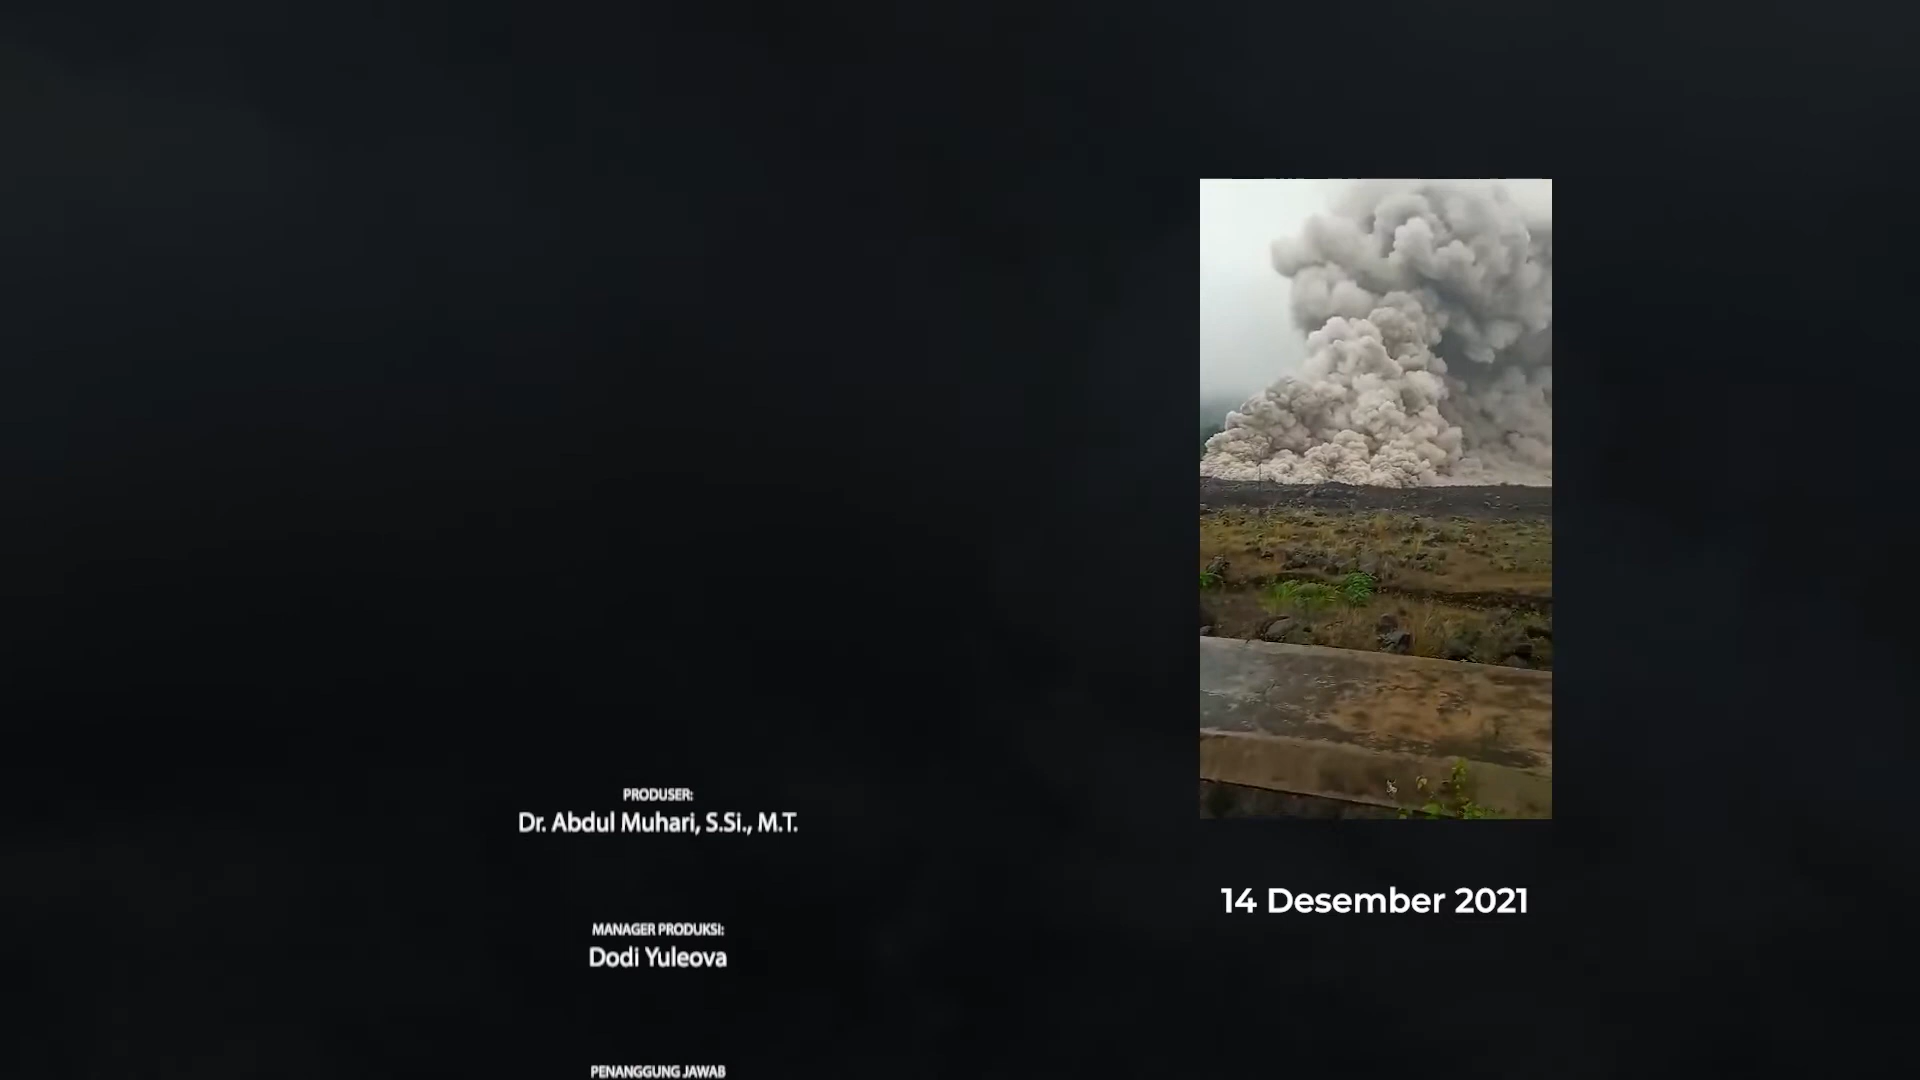 PRODUSER:
Dr. Abdul Muhari, S.Si., M.T.
MANAGER PRODUKSI:
Dodi Yuleova
PENANGGUNG JAWAB
14 Desember 2021